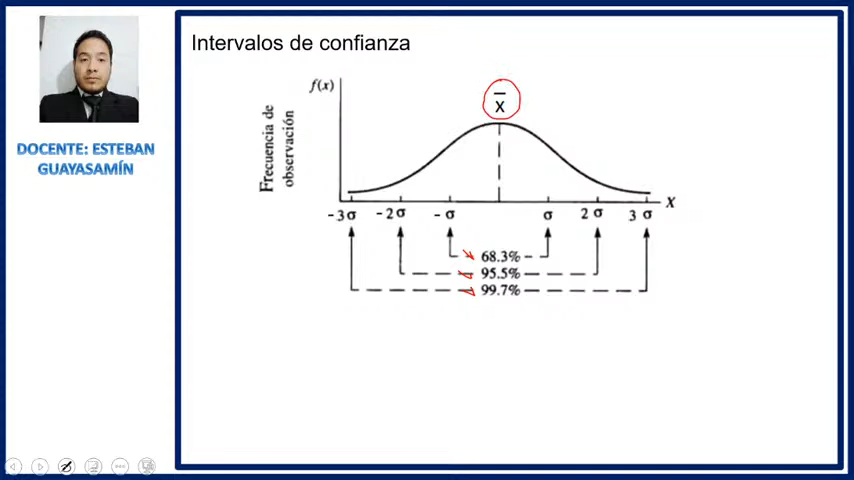 Intervalos de confianza
DOCENTE: ESTEBAN
GUAYASAMÍN
f(x)
Frecuencia de
observación
x̅
-3σ -2σ -σ σ 2σ 3σ X
68.3%
95.5%
99.7%